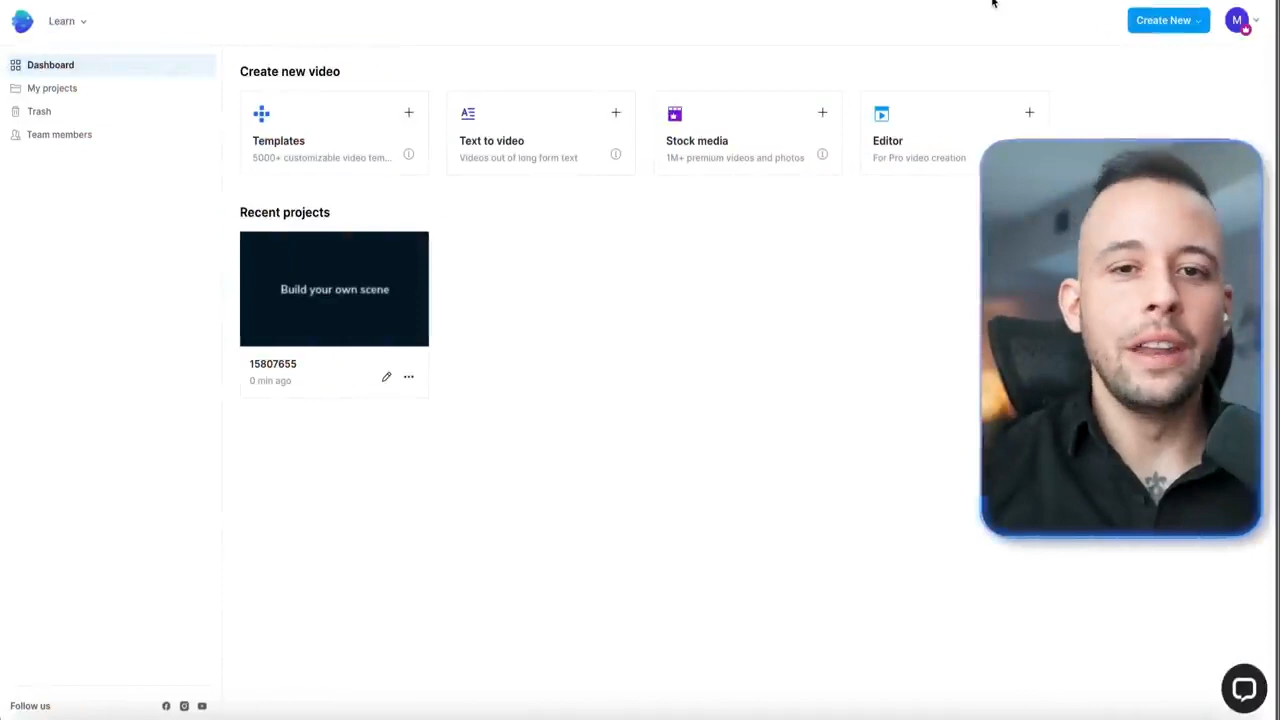 Learn
Create New
M
Dashboard
My projects
Trash
Team members
Create new video
Templates
5000+ customizable video tem...
Text to video
Videos out of long form text
Stock media
1M+ premium videos and photos
Editor
For Pro video creation
Recent projects
Build your own scene
15807655
0 min ago
Follow us